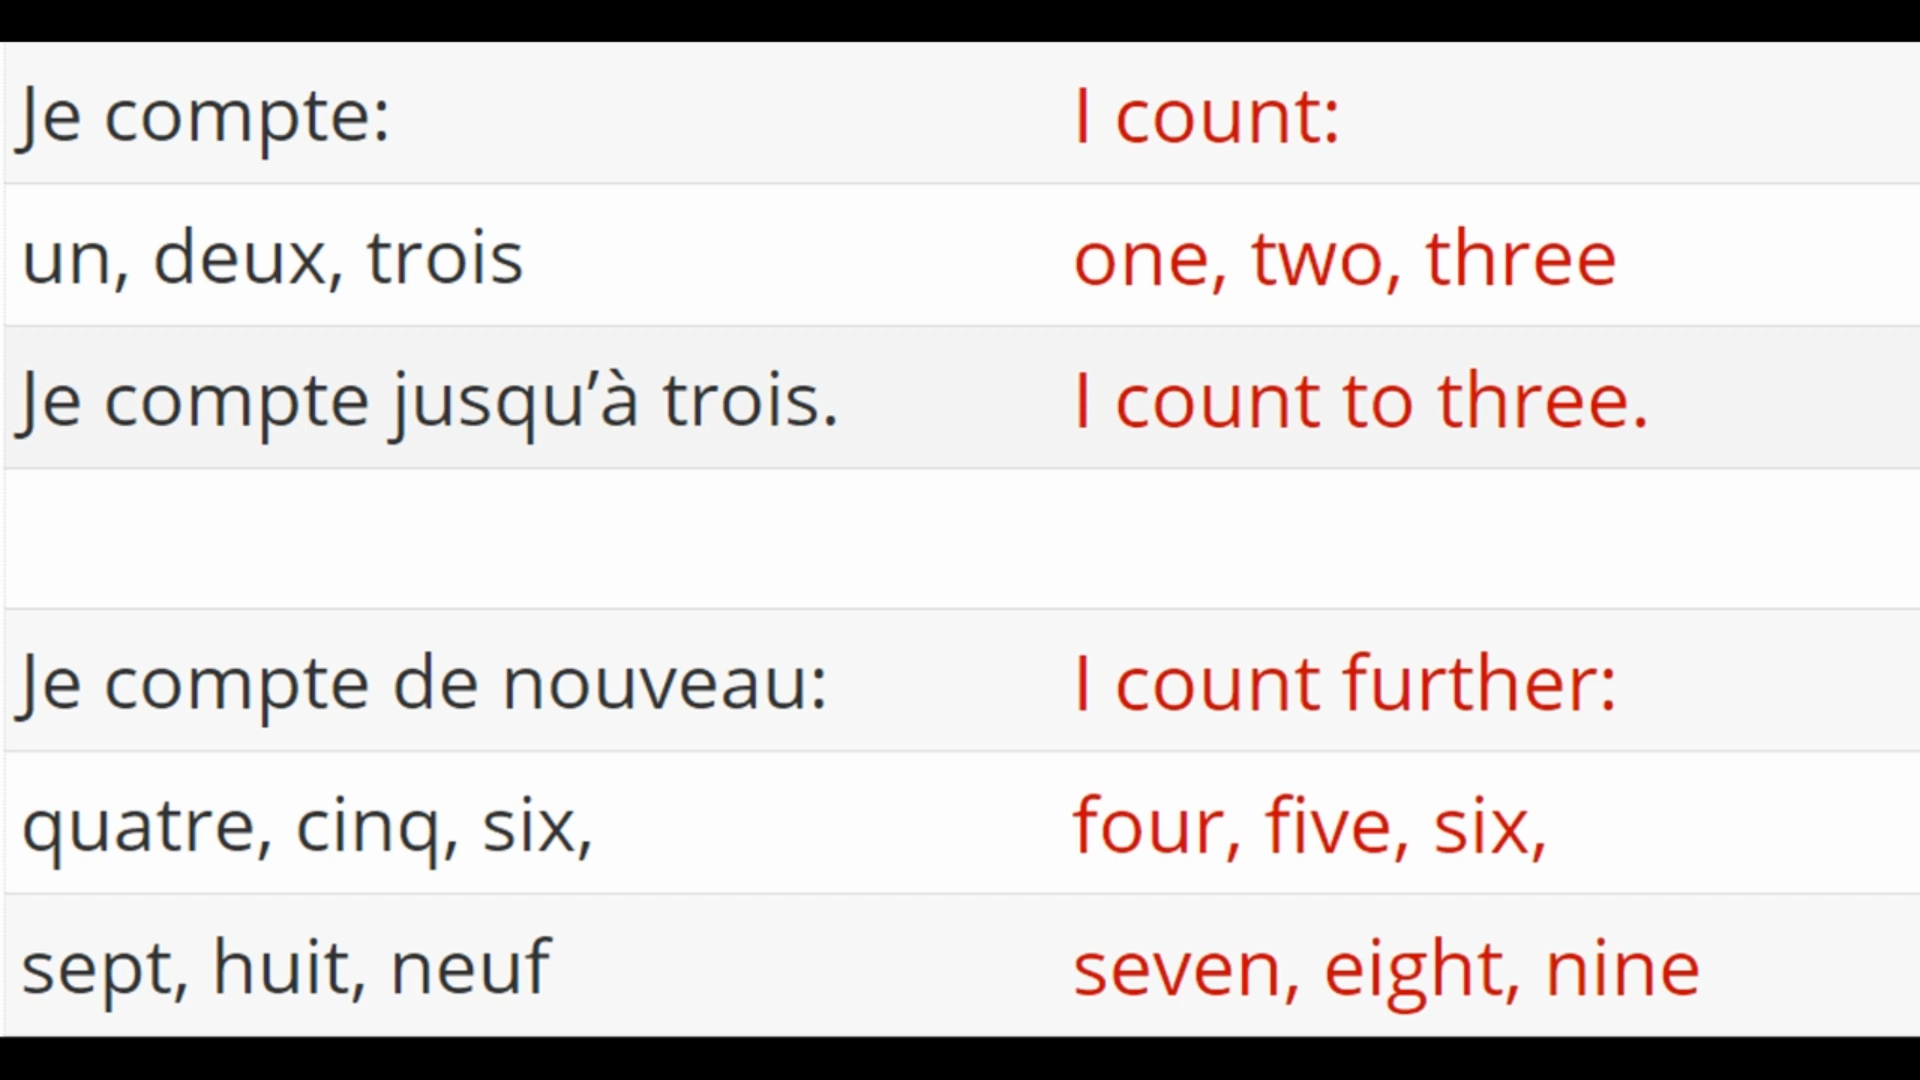 Je compte: I count:
un, deux, trois one, two, three
Je compte jusqu’à trois. I count to three.
Je compte de nouveau: I count further:
quatre, cinq, six, four, five, six,
sept, huit, neuf seven, eight, nine